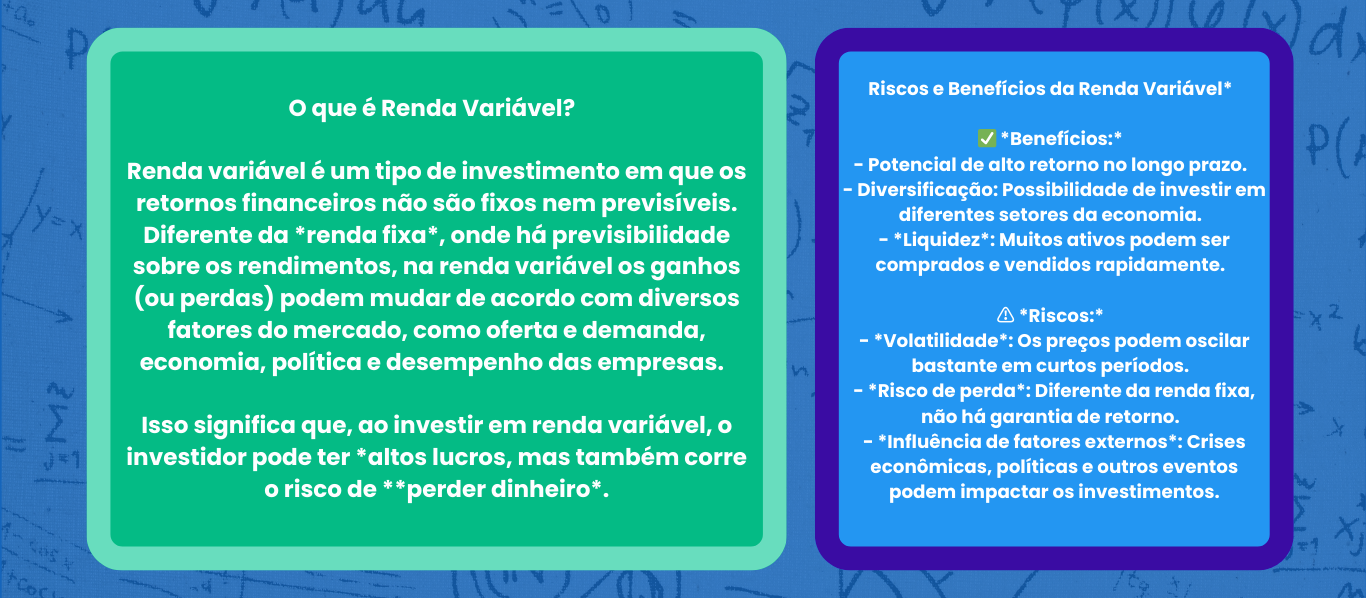 O que é Renda Variável?
Renda variável é um tipo de investimento em que os
retornos financeiros não são fixos nem previsíveis.
Diferente da *renda fixa*, onde há previsibilidade
sobre os rendimentos, na renda variável os ganhos
(ou perdas) podem mudar de acordo com diversos
fatores do mercado, como oferta e demanda,
economia, política e desempenho das empresas.
Isso significa que, ao investir em renda variável, o
investidor pode ter *altos lucros, mas também corre
o risco de **perder dinheiro*.
Riscos e Benefícios da Renda Variável*
✅ *Benefícios:*
- Potencial de alto retorno no longo prazo.
- Diversificação: Possibilidade de investir em
diferentes setores da economia.
- *Liquidez*: Muitos ativos podem ser
comprados e vendidos rapidamente.
⚠ *Riscos:*
- *Volatilidade*: Os preços podem oscilar
bastante em curtos períodos.
- *Risco de perda*: Diferente da renda fixa,
não há garantia de retorno.
- *Influência de fatores externos*: Crises
econômicas, políticas e outros eventos
podem impactar os investimentos.